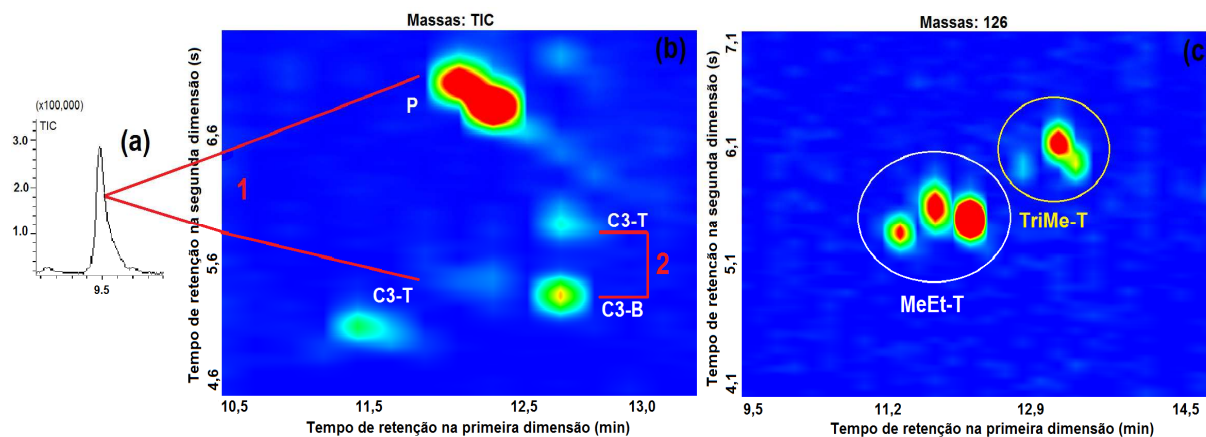 (x100,000)
TIC
(a)
3.0
2.0
1.0
9.5
Massas: TIC
(b)
Tempo de retenção na segunda dimensão (s)
6,6
5,6
4,6
P
1
C3-T
C3-T
2
C3-B
10,5
11,5
12,5
13,0
Tempo de retenção na primeira dimensão (min)
Massas: 126
(c)
Tempo de retenção na segunda dimensão (s)
7,1
6,1
5,1
4,1
TriMe-T
MeEt-T
9,5
11,2
12,9
14,5
Tempo de retenção na primeira dimensão (min)